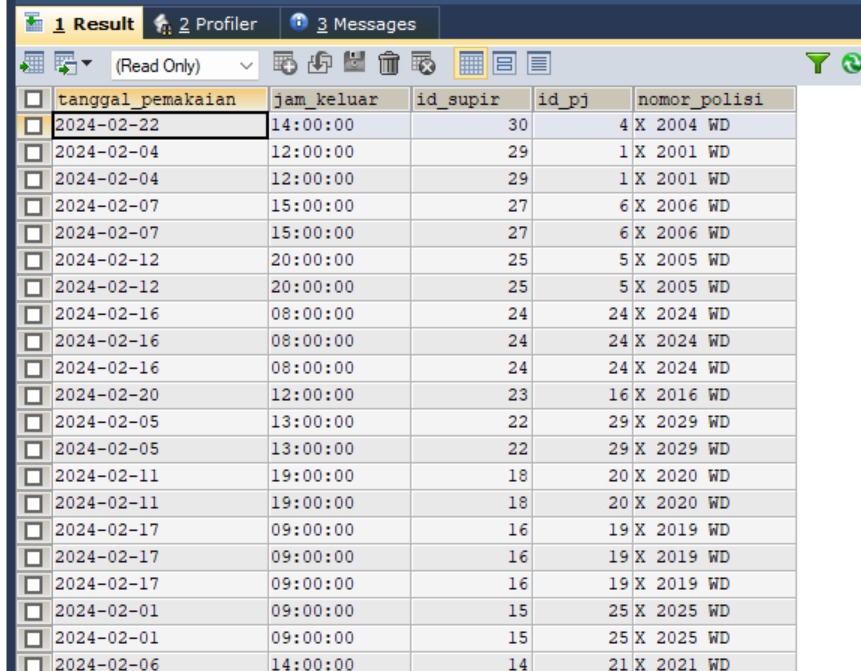 1 Result 2 Profiler 3 Messages
(Read Only)
tanggal_pemakaian jam_keluar id_supir id_pj nomor_polisi
2024-02-22 14:00:00 30 4 X 2004 WD
2024-02-04 12:00:00 29 1 X 2001 WD
2024-02-04 12:00:00 29 1 X 2001 WD
2024-02-07 15:00:00 27 6 X 2006 WD
2024-02-07 15:00:00 27 6 X 2006 WD
2024-02-12 20:00:00 25 5 X 2005 WD
2024-02-12 20:00:00 25 5 X 2005 WD
2024-02-16 08:00:00 24 24 X 2024 WD
2024-02-16 08:00:00 24 24 X 2024 WD
2024-02-16 08:00:00 24 24 X 2024 WD
2024-02-20 12:00:00 23 16 X 2016 WD
2024-02-05 13:00:00 22 29 X 2029 WD
2024-02-05 13:00:00 22 29 X 2029 WD
2024-02-11 19:00:00 18 20 X 2020 WD
2024-02-11 19:00:00 18 20 X 2020 WD
2024-02-17 09:00:00 16 19 X 2019 WD
2024-02-17 09:00:00 16 19 X 2019 WD
2024-02-17 09:00:00 16 19 X 2019 WD
2024-02-01 09:00:00 15 25 X 2025 WD
2024-02-01 09:00:00 15 25 X 2025 WD
2024-02-06 14:00:00 14 21 X 2021 WD